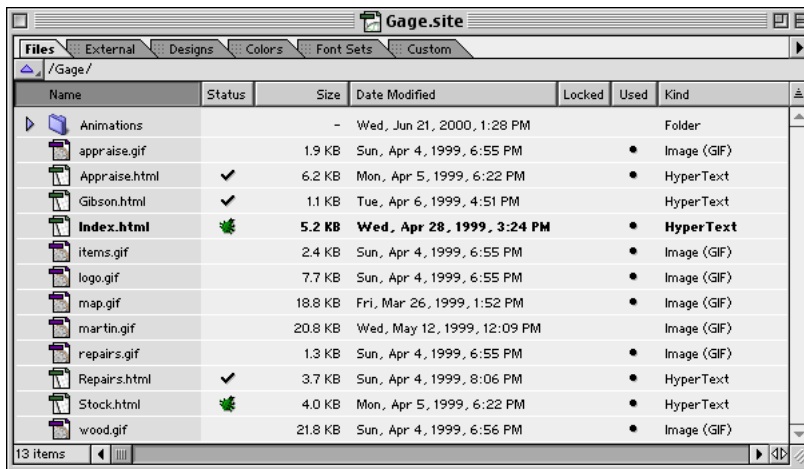 Gage.site
Files External Designs Colors Font Sets Custom
/Gage/
Name Status Size Date Modified Locked Used Kind
Animations - Wed, Jun 21, 2000, 1:28 PM Folder
appraise.gif 1.9 KB Sun, Apr 4, 1999, 6:55 PM • Image (GIF)
Appraise.html ✔ 6.2 KB Mon, Apr 5, 1999, 6:22 PM • HyperText
Gibson.html ✔ 1.1 KB Tue, Apr 6, 1999, 4:51 PM HyperText
Index.html 5.2 KB Wed, Apr 28, 1999, 3:24 PM • HyperText
items.gif 2.4 KB Sun, Apr 4, 1999, 6:55 PM • Image (GIF)
logo.gif 7.7 KB Sun, Apr 4, 1999, 6:55 PM • Image (GIF)
map.gif 18.8 KB Fri, Mar 26, 1999, 1:52 PM • Image (GIF)
martin.gif 20.8 KB Wed, May 12, 1999, 12:09 PM Image (GIF)
repairs.gif 1.3 KB Sun, Apr 4, 1999, 6:55 PM • Image (GIF)
Repairs.html ✔ 3.7 KB Sun, Apr 4, 1999, 8:06 PM • HyperText
Stock.html 4.0 KB Mon, Apr 5, 1999, 6:22 PM • HyperText
wood.gif 21.8 KB Sun, Apr 4, 1999, 6:56 PM • Image (GIF)
13 items